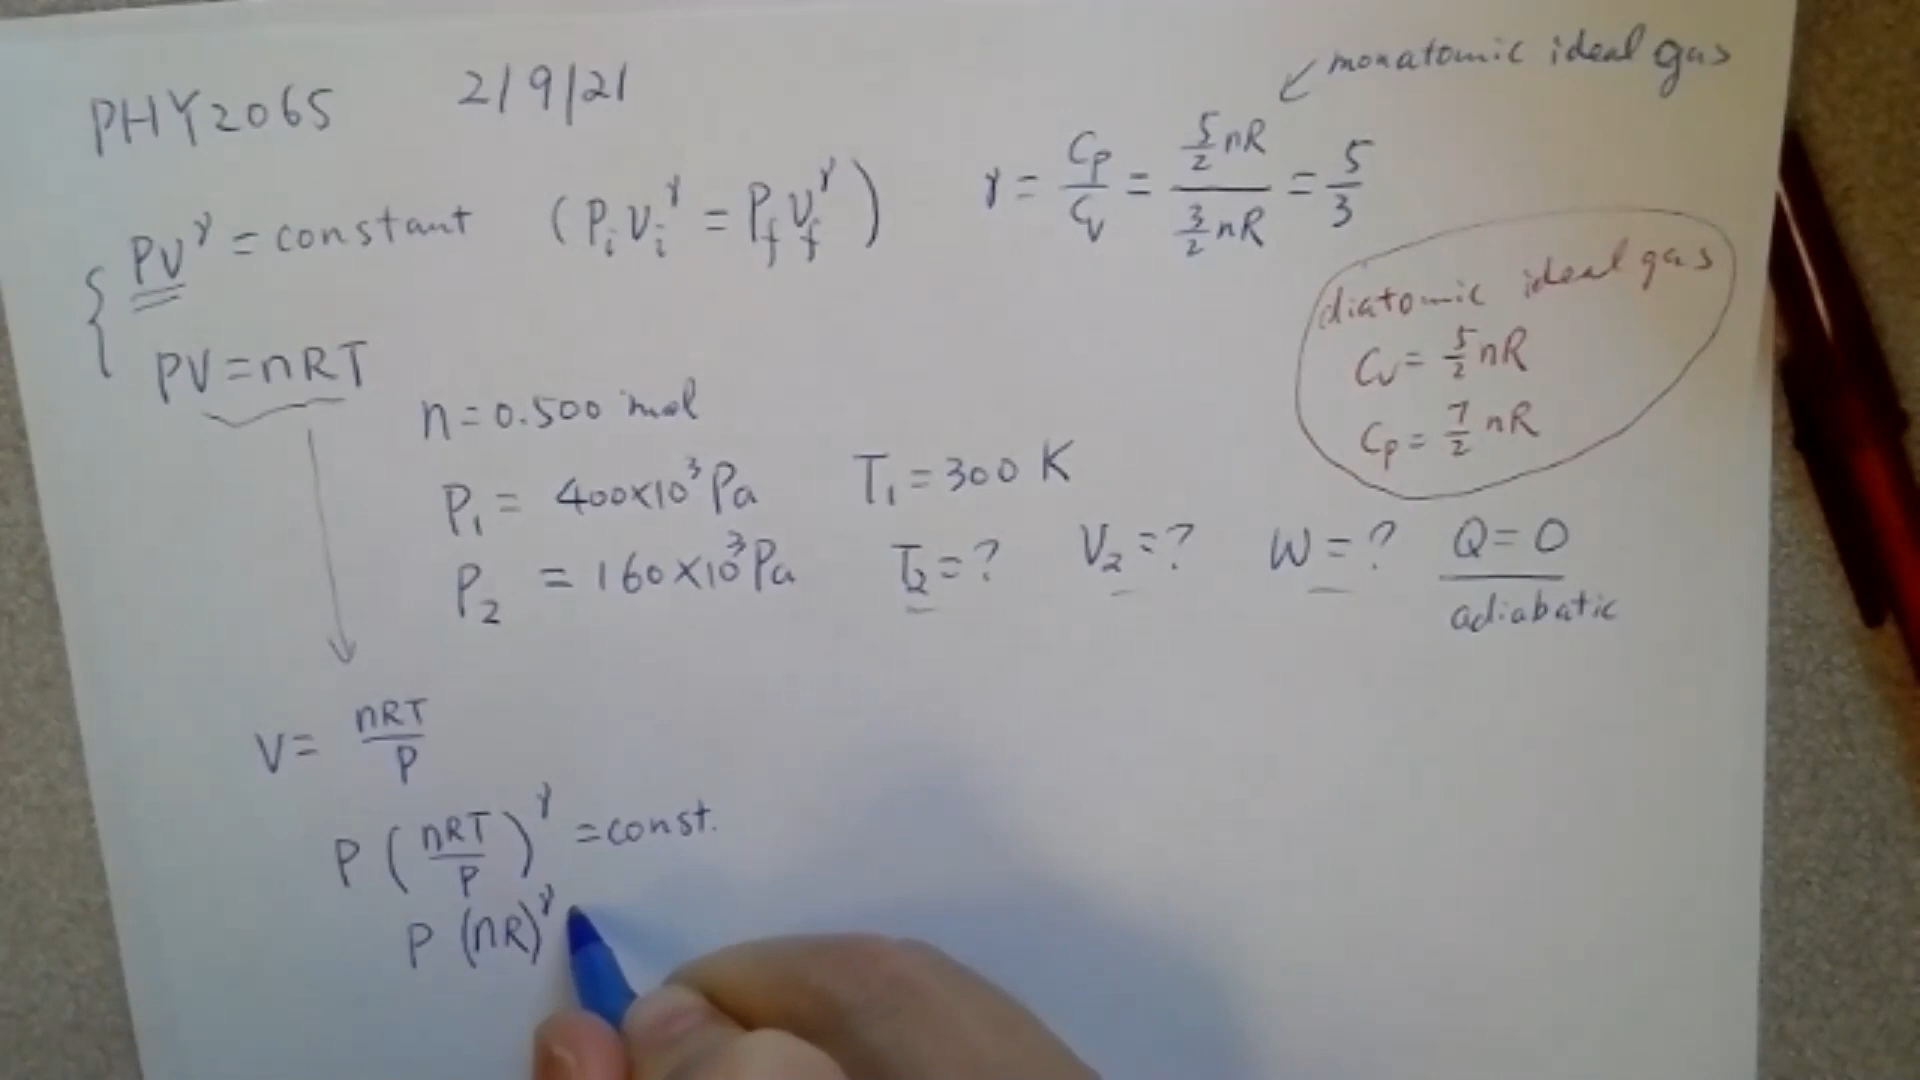 PHY2065 2/9/21
monatomic ideal gas
PV^γ = constant (P_i V_i^γ = P_f V_f^γ) γ = C_P/C_V = (5/2 nR)/(3/2 nR) = 5/3
diatomic ideal gas
C_V = 5/2 nR
C_P = 7/2 nR
PV = nRT
n = 0.500 mol
P_1 = 400×10^3 Pa T_1 = 300 K
P_2 = 160×10^3 Pa T_2 = ? V_2 = ? W = ? Q = 0
adiabatic
V = nRT/P
P (nRT/P)^γ = const.
P (nR)^γ